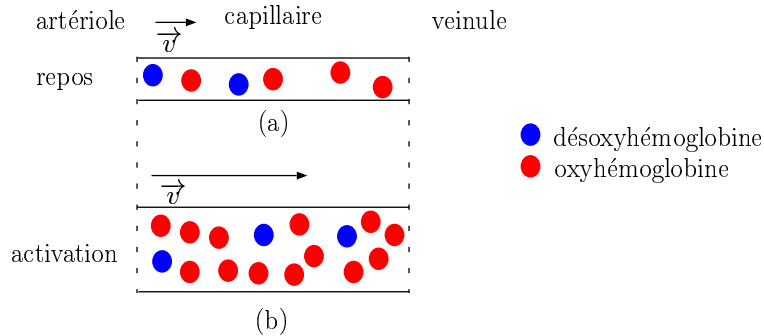 artériole capillaire veinule
v
repos
(a)
désoxyhémoglobine
oxyhémoglobine
v
activation
(b)